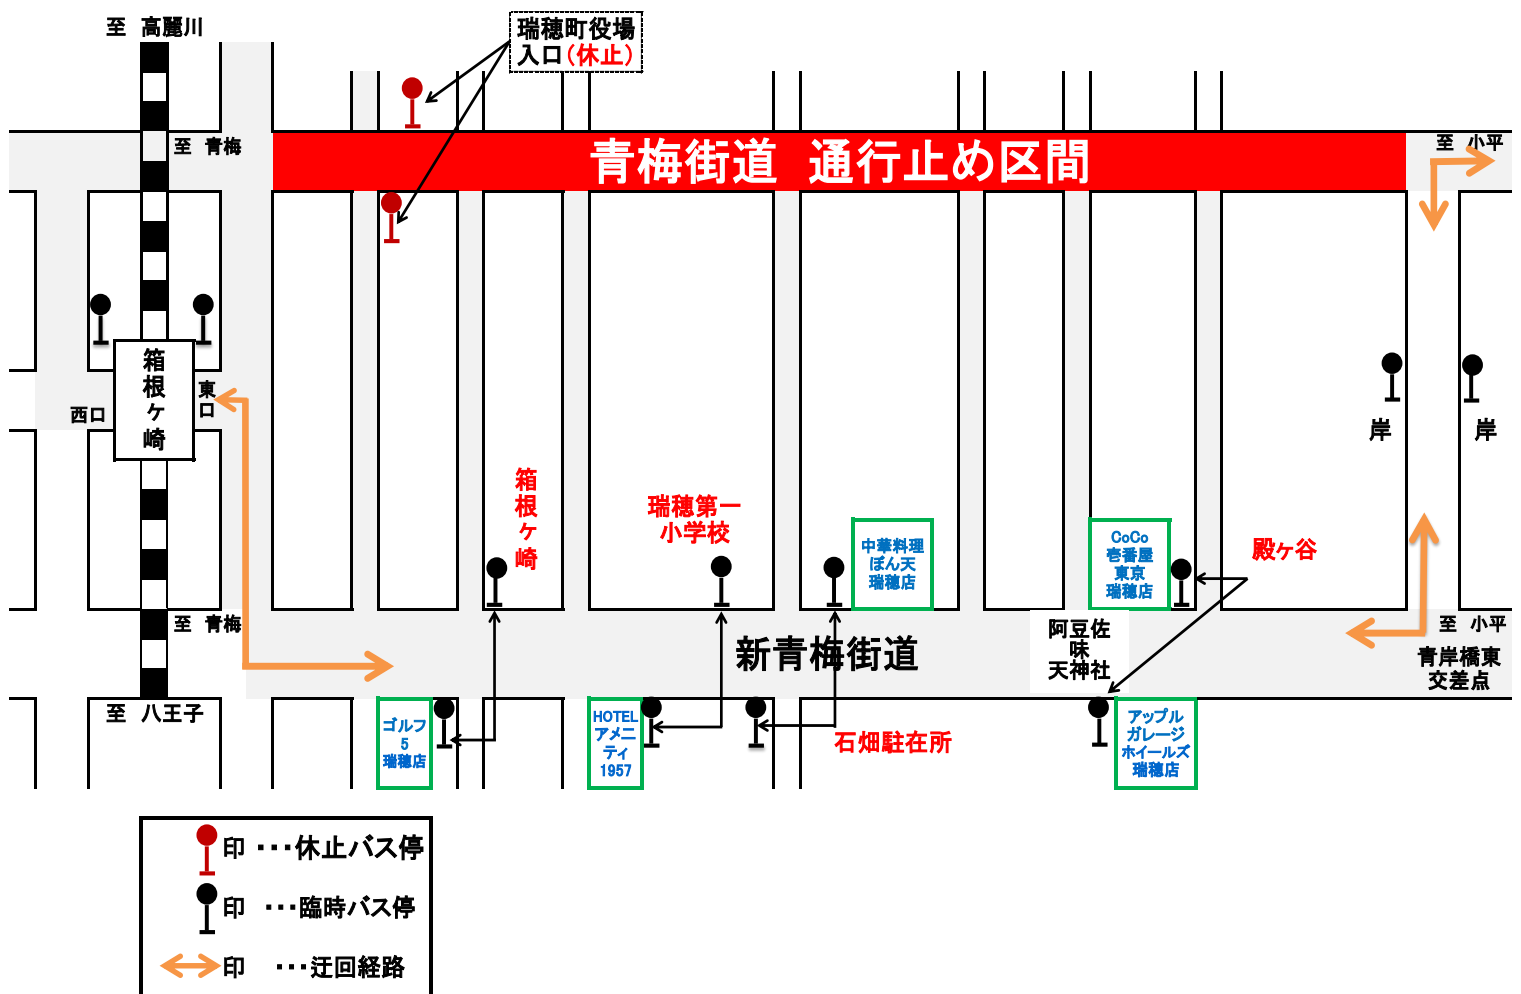 至 高麗川
瑞穂町役場
入口(休止)
至 青梅
青梅街道 通行止め区間
至 小平
箱根ヶ崎
東口
西口
岸
岸
箱根ヶ崎
瑞穂第一
小学校
中華料理
ぽん天
瑞穂店
CoCo
壱番屋
東京
瑞穂店
殿ヶ谷
至 青梅
新青梅街道
阿豆佐
味
天神社
至 小平
青岸橋東
交差点
至 八王子
ゴルフ
5
瑞穂店
HOTEL
アメニ
ティ
1957
石畑駐在所
アップル
ガレージ
ホイールズ
瑞穂店
印 ・・・休止バス停
印 ・・・臨時バス停
印 ・・・迂回経路